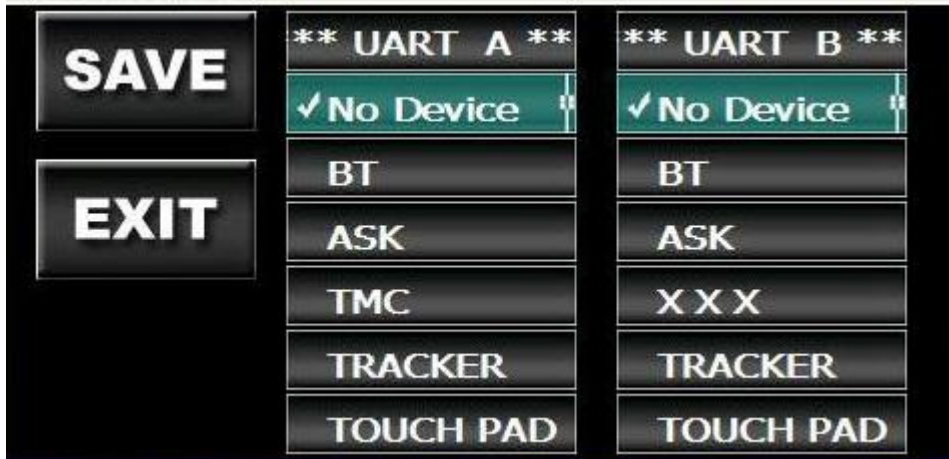 SAVE
EXIT
** UART A **
✓No Device
BT
ASK
TMC
TRACKER
TOUCH PAD
** UART B **
✓No Device
BT
ASK
X X X
TRACKER
TOUCH PAD